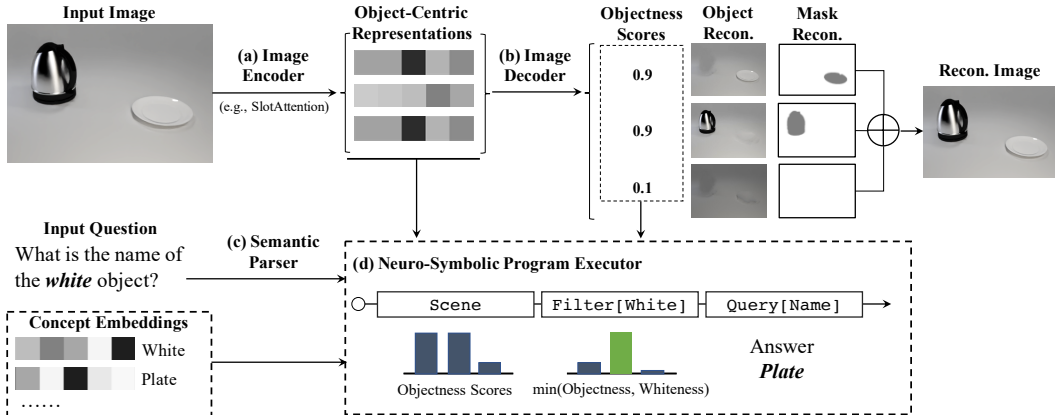 Input Image
(a) Image
Encoder
(e.g., SlotAttention)
Object-Centric
Representations
(b) Image
Decoder
Objectness
Scores
0.9
0.9
0.1
Object
Recon.
Mask
Recon.
Recon. Image
Input Question
What is the name of
the white object?
(c) Semantic
Parser
Concept Embeddings
White
Plate
......
(d) Neuro-Symbolic Program Executor
Scene
Filter[White]
Query[Name]
Objectness Scores
min(Objectness, Whiteness)
Answer
Plate